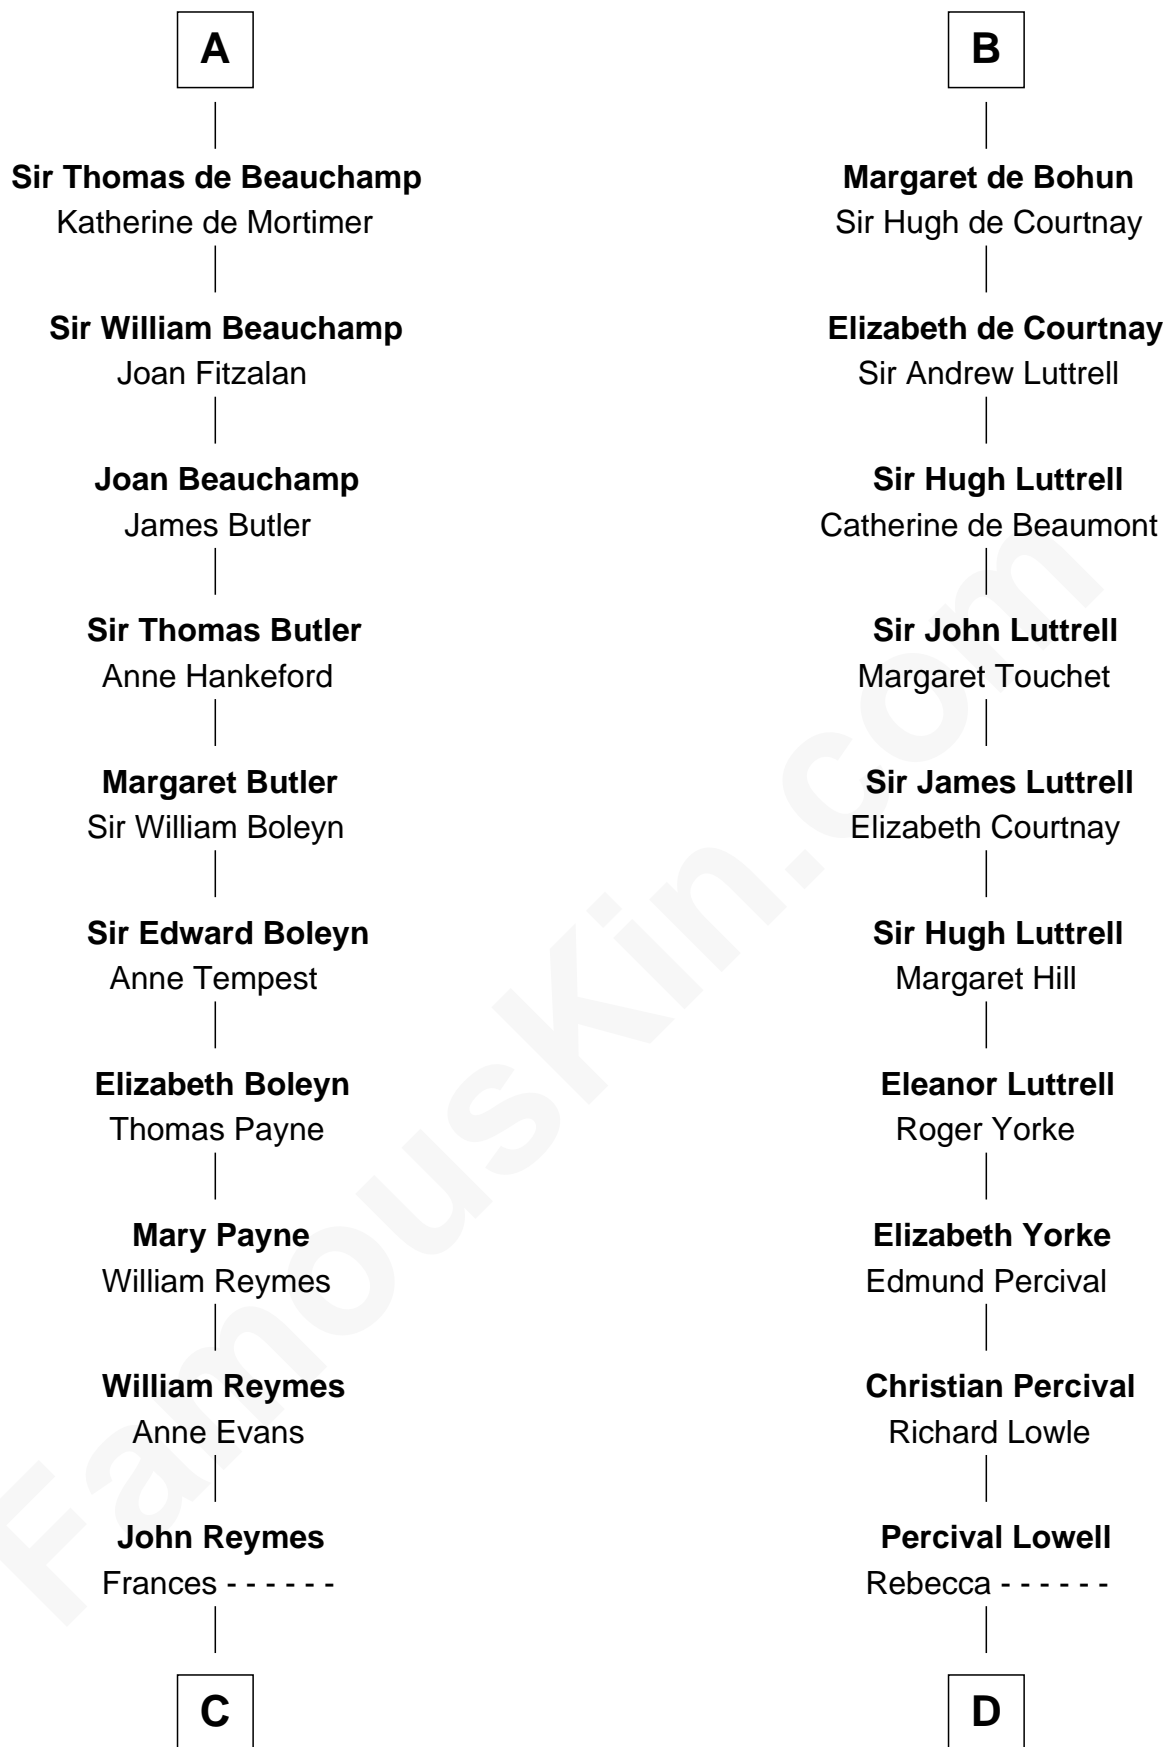 A
Sir Thomas de Beauchamp
Katherine de Mortimer
Sir William Beauchamp
Joan Fitzalan
Joan Beauchamp
James Butler
Sir Thomas Butler
Anne Hankeford
Margaret Butler
Sir William Boleyn
Sir Edward Boleyn
Anne Tempest
Elizabeth Boleyn
Thomas Payne
Mary Payne
William Reymes
William Reymes
Anne Evans
John Reymes
Frances - - - - - -
C
B
Margaret de Bohun
Sir Hugh de Courtnay
Elizabeth de Courtnay
Sir Andrew Luttrell
Sir Hugh Luttrell
Catherine de Beaumont
Sir John Luttrell
Margaret Touchet
Sir James Luttrell
Elizabeth Courtnay
Sir Hugh Luttrell
Margaret Hill
Eleanor Luttrell
Roger Yorke
Elizabeth Yorke
Edmund Percival
Christian Percival
Richard Lowle
Percival Lowell
Rebecca - - - - - -
D
FamousKin.com